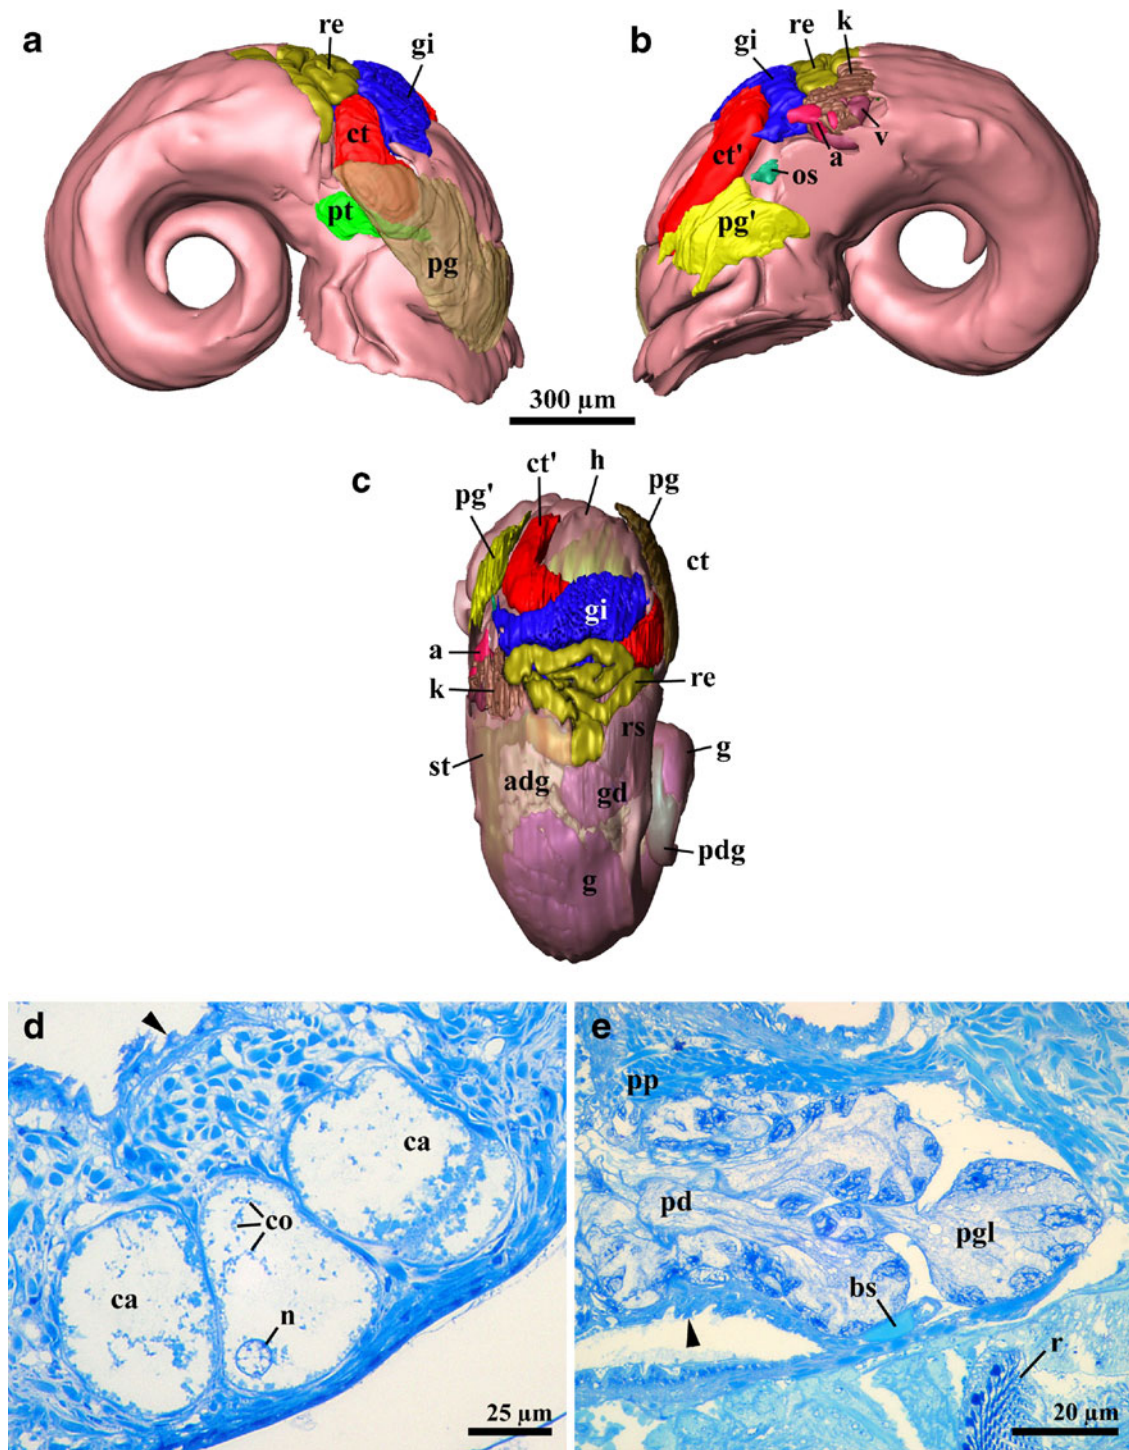 a
re
gi
ct
pt
pg
b
gi
re
k
ct'
v
a
os
pg'
300 µm
c
ct'
h
pg'
pg
ct
gi
a
k
re
rs
st
g
adg
gd
pdg
g
d
ca
co
ca
n
25 µm
e
pp
pd
pgl
bs
r
20 µm